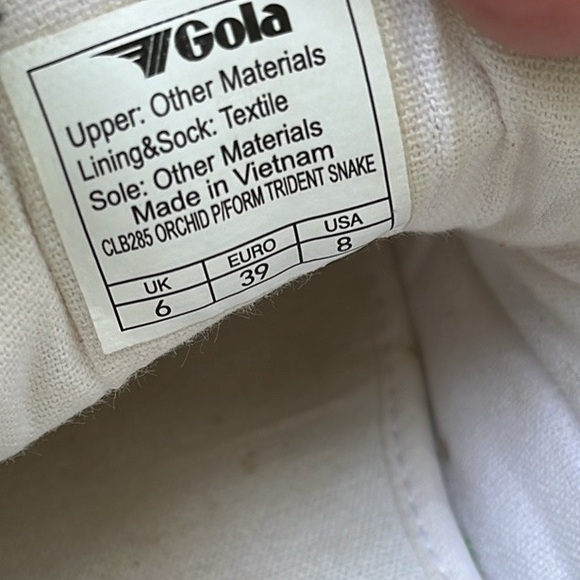 Gola
Upper: Other Materials
Lining&Sock: Textile
Sole: Other Materials
Made in Vietnam
CLB285 ORCHID P/FORM TRIDENT SNAKE
UK EURO USA
6 39 8